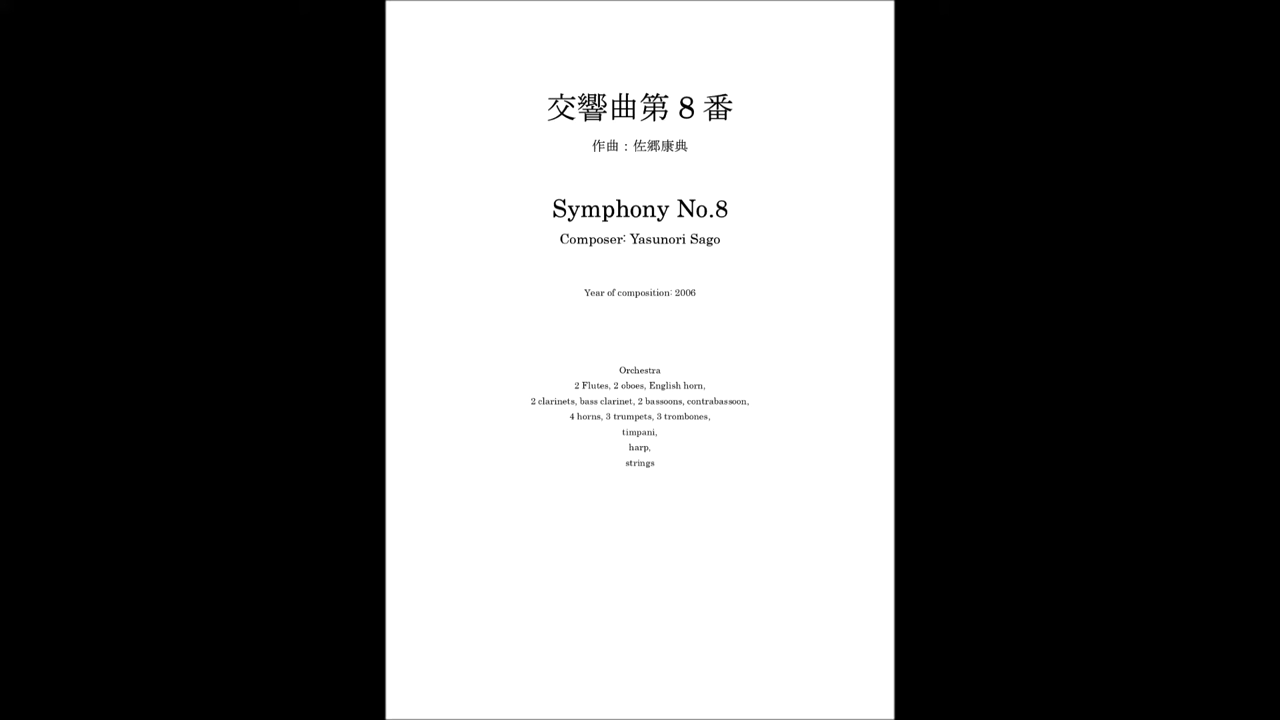 交響曲第８番
作曲：佐郷康典
Symphony No.8
Composer: Yasunori Sago
Year of composition: 2006
Orchestra
2 Flutes, 2 oboes, English horn,
2 clarinets, bass clarinet, 2 bassoons, contrabassoon,
4 horns, 3 trumpets, 3 trombones,
timpani,
harp,
strings